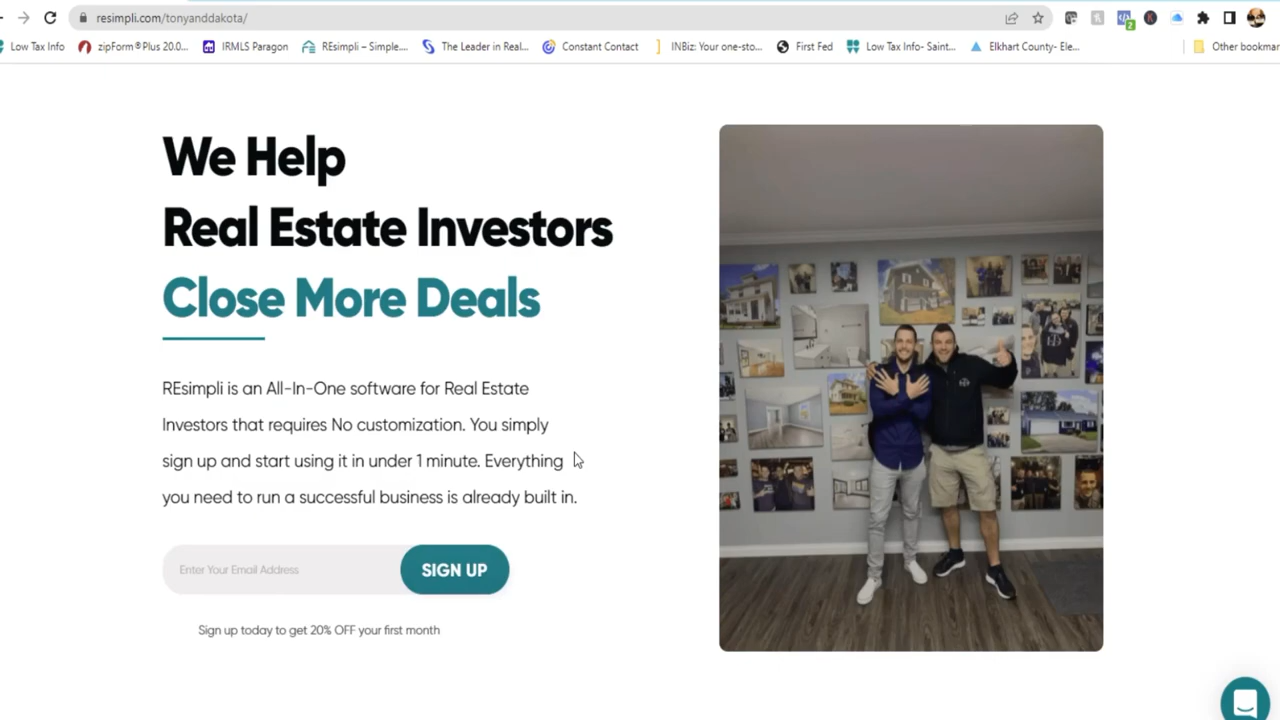 resimpli.com/tonyanddakota/
Low Tax Info
zipForm®Plus 20.0...
IRMLS Paragon
REsimpli – Simple....
The Leader in Real...
Constant Contact
INBiz: Your one-sto...
First Fed
Low Tax Info- Saint...
Elkhart County- Ele...
Other bookmar
We Help
Real Estate Investors
Close More Deals
REsimpli is an All-In-One software for Real Estate
Investors that requires No customization. You simply
sign up and start using it in under 1 minute. Everything
you need to run a successful business is already built in.
Enter Your Email Address
SIGN UP
Sign up today to get 20% OFF your first month